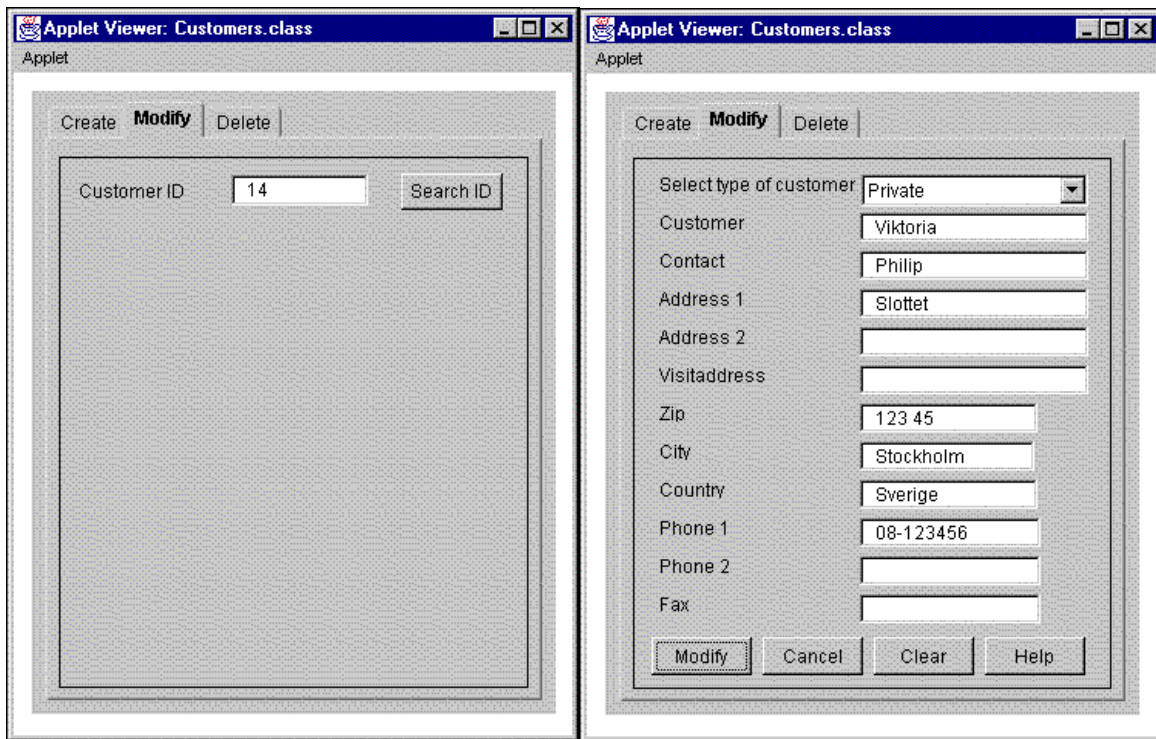 Applet Viewer: Customers.class
Applet
Create Modify Delete
Customer ID 14 Search ID
Applet Viewer: Customers.class
Applet
Create Modify Delete
Select type of customer Private
Customer Viktoria
Contact Philip
Address 1 Slottet
Address 2
Visitaddress
Zip 123 45
City Stockholm
Country Sverige
Phone 1 08-123456
Phone 2
Fax
Modify Cancel Clear Help